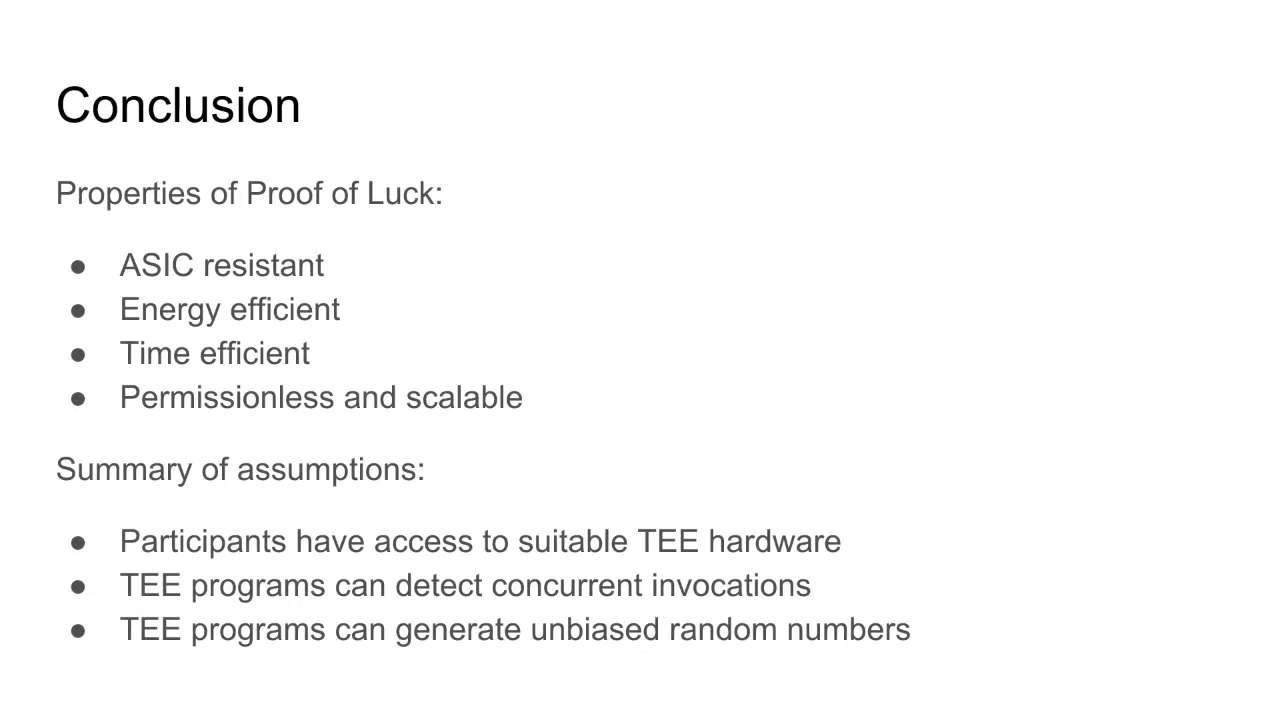 Conclusion
Properties of Proof of Luck:
● ASIC resistant
● Energy efficient
● Time efficient
● Permissionless and scalable
Summary of assumptions:
● Participants have access to suitable TEE hardware
● TEE programs can detect concurrent invocations
● TEE programs can generate unbiased random numbers